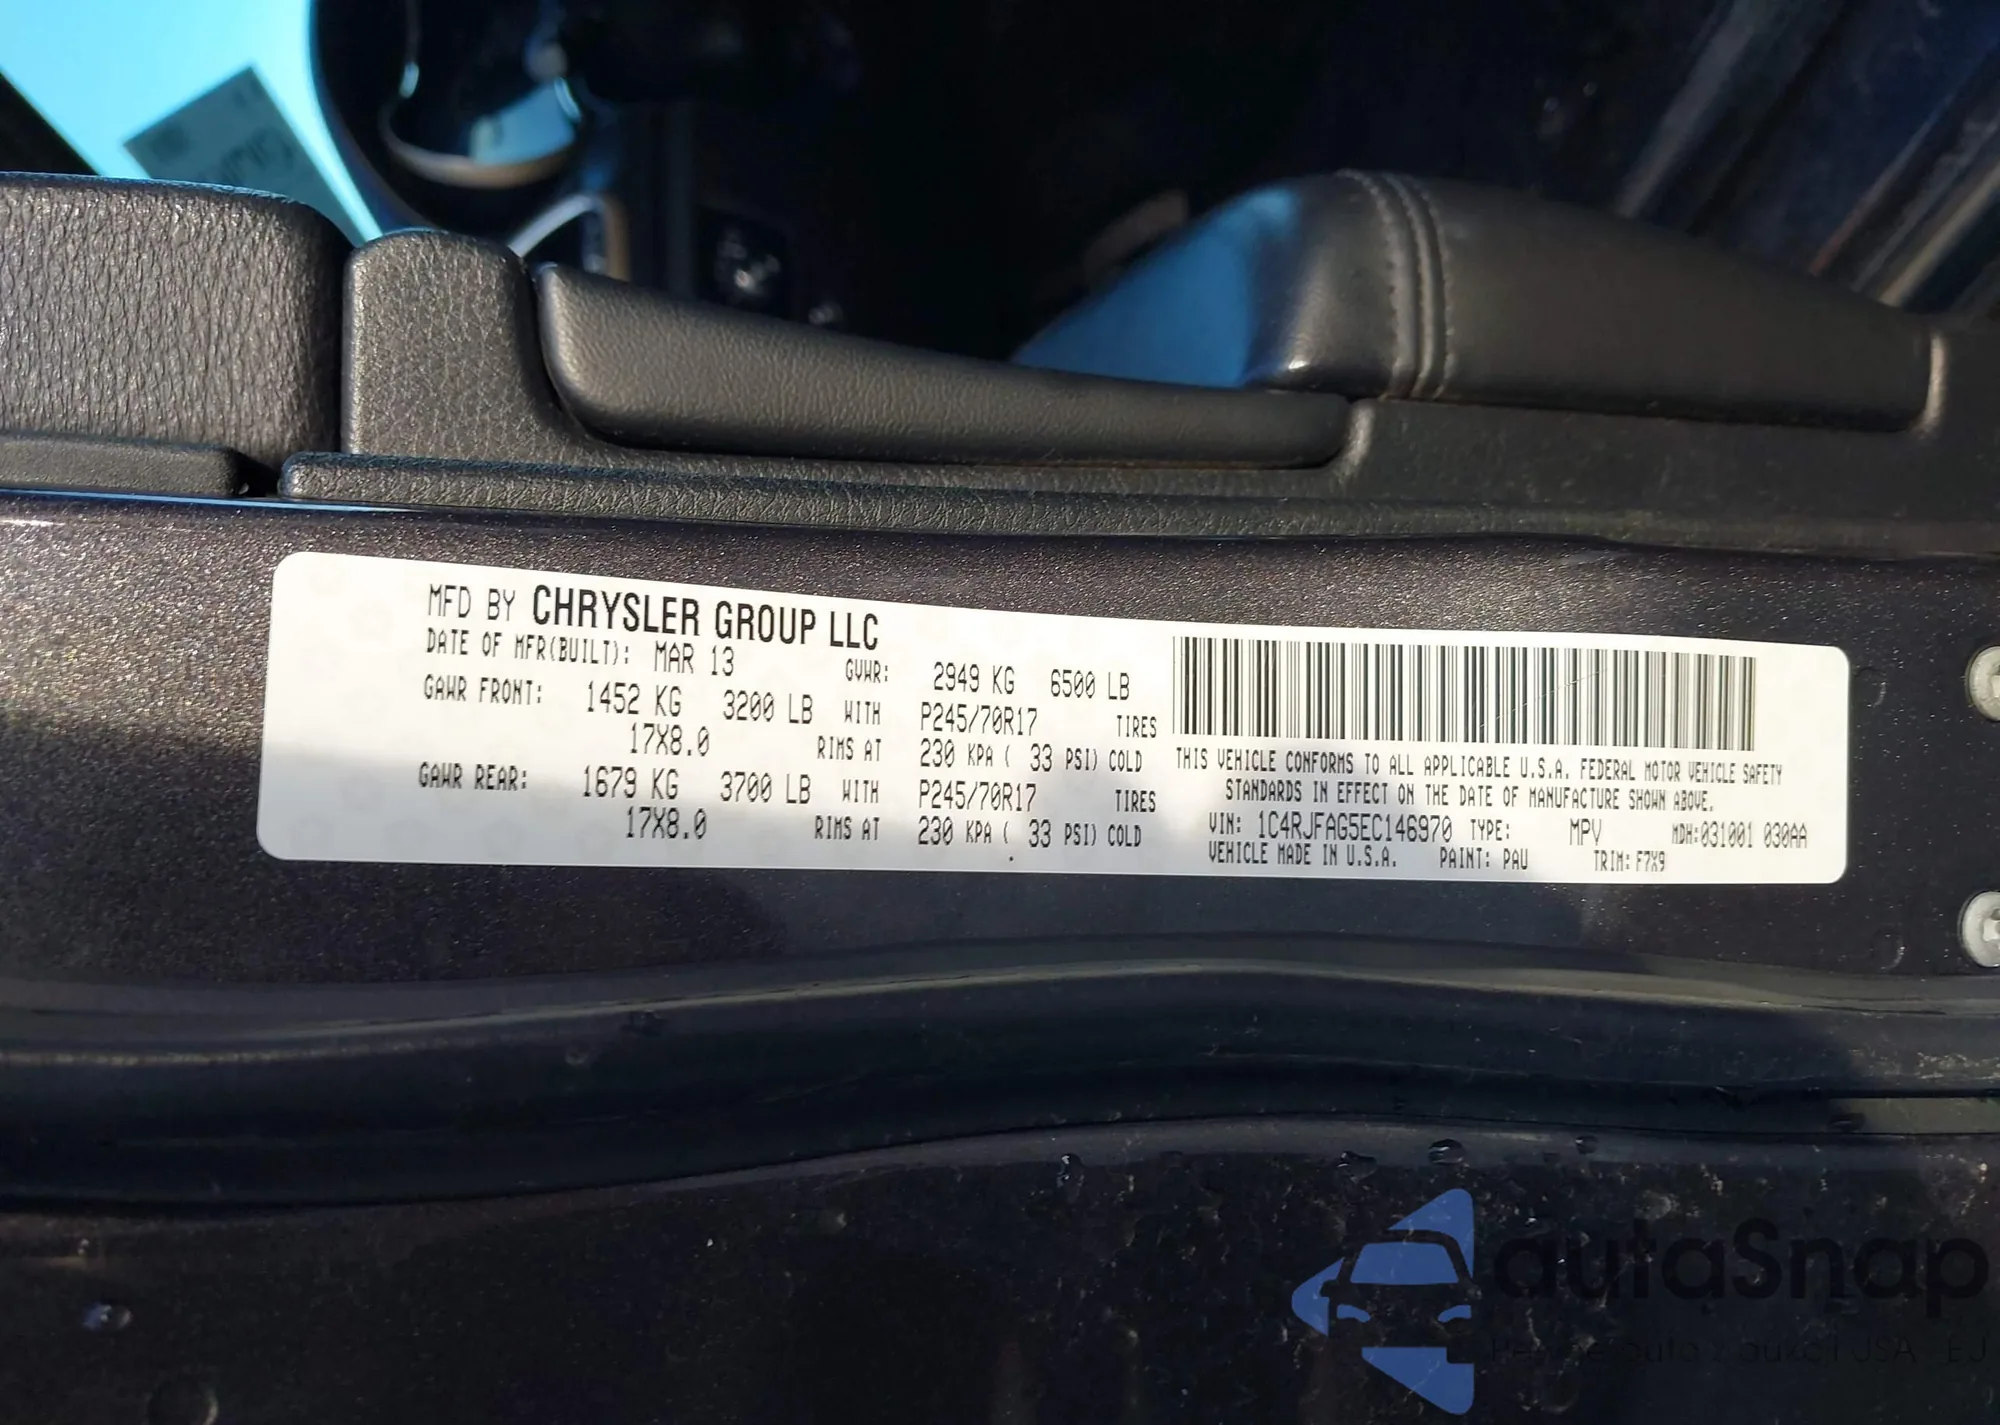 MFD BY CHRYSLER GROUP LLC
DATE OF MFR(BUILT): MAR 13 GVWR: 2949 KG 6500 LB
GAWR FRONT: 1452 KG 3200 LB WITH P245/70R17 TIRES
17X8.0 RIMS AT 230 KPA ( 33 PSI) COLD
GAWR REAR: 1679 KG 3700 LB WITH P245/70R17 TIRES
17X8.0 RIMS AT 230 KPA ( 33 PSI) COLD
THIS VEHICLE CONFORMS TO ALL APPLICABLE U.S.A. FEDERAL MOTOR VEHICLE SAFETY
STANDARDS IN EFFECT ON THE DATE OF MANUFACTURE SHOWN ABOVE.
VIN: 1C4RJFAG5EC146970 TYPE: MPV MDH:031001 030AA
VEHICLE MADE IN U.S.A. PAINT: PAU TRIM: F7X9
autaSnap